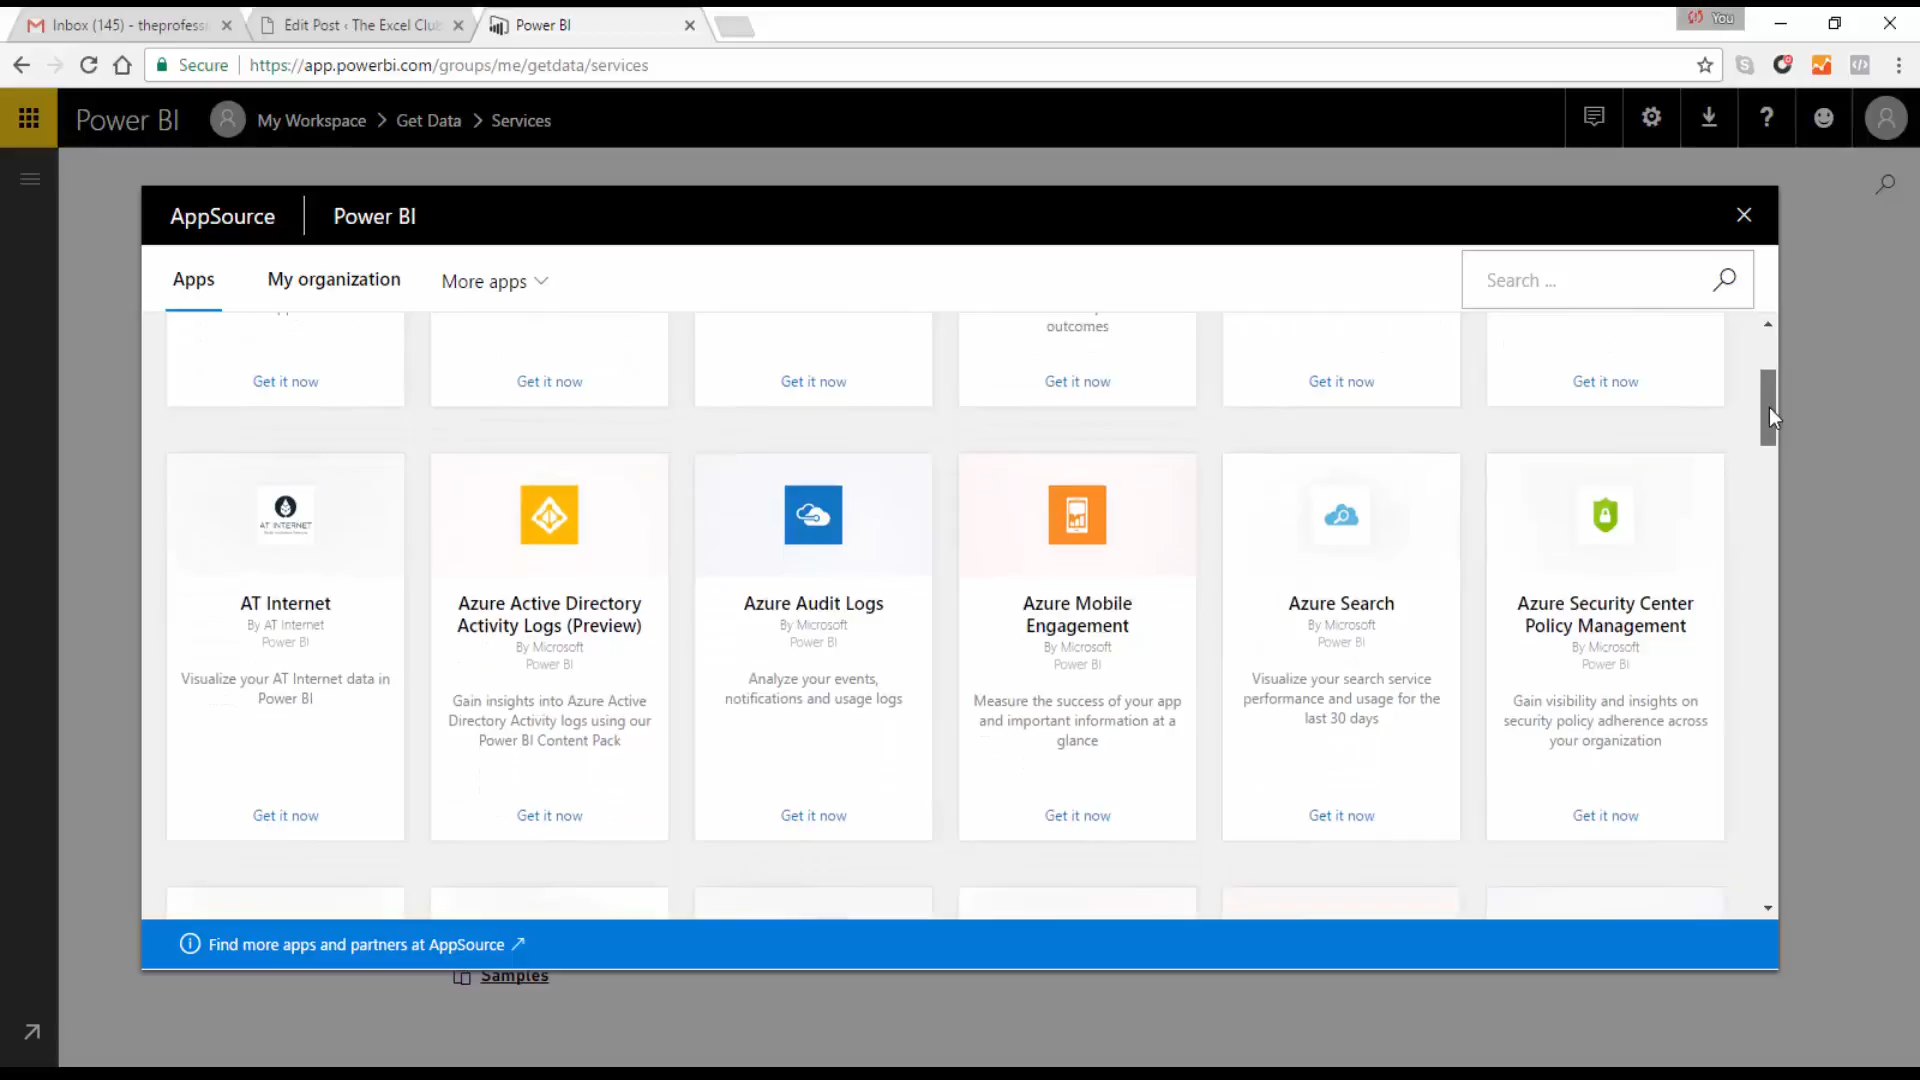 Inbox (145) - theprofess
Edit Post ‹ The Excel Club
Power BI
You
Secure
https://app.powerbi.com/groups/me/getdata/services
Power BI
My Workspace > Get Data > Services
AppSource
Power BI
Apps
My organization
More apps
Search ...
outcomes
Get it now
Get it now
Get it now
Get it now
Get it now
Get it now
AT INTERNET
AT Internet
By AT Internet
Power BI
Visualize your AT Internet data in
Power BI
Get it now
Azure Active Directory
Activity Logs (Preview)
By Microsoft
Power BI
Gain insights into Azure Active
Directory Activity logs using our
Power BI Content Pack
Get it now
Azure Audit Logs
By Microsoft
Power BI
Analyze your events,
notifications and usage logs
Get it now
Azure Mobile
Engagement
By Microsoft
Power BI
Measure the success of your app
and important information at a
glance
Get it now
Azure Search
By Microsoft
Power BI
Visualize your search service
performance and usage for the
last 30 days
Get it now
Azure Security Center
Policy Management
By Microsoft
Power BI
Gain visibility and insights on
security policy adherence across
your organization
Get it now
Find more apps and partners at AppSource
Samples